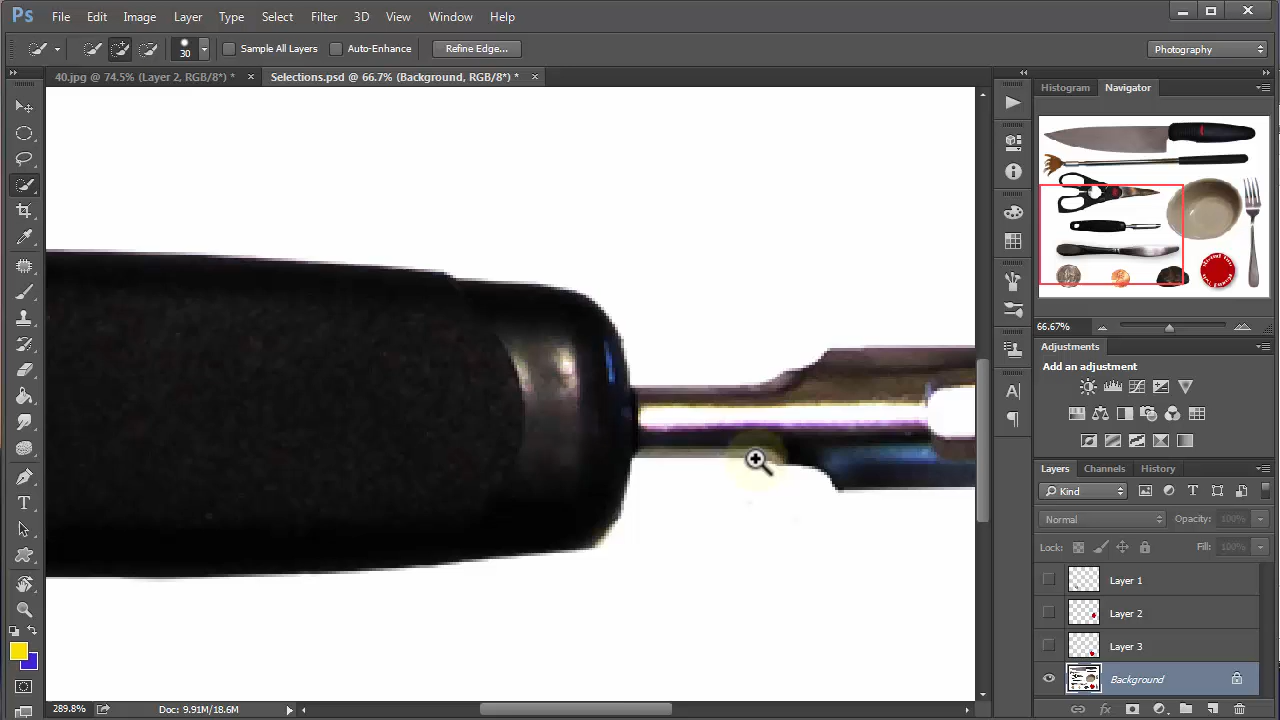 Ps File Edit Image Layer Type Select Filter 3D View Window Help
30 Sample All Layers Auto-Enhance Refine Edge... Photography
40.jpg @ 74.5% (Layer 2, RGB/8*) * × Selections.psd @ 66.7% (Background, RGB/8*) * ×
Histogram Navigator
66.67%
Adjustments
Add an adjustment
Layers Channels History
Kind
Normal Opacity: 100%
Lock: Fill: 100%
Layer 1
Layer 2
Layer 3
Background
289.8% Doc: 9.91M/18.6M